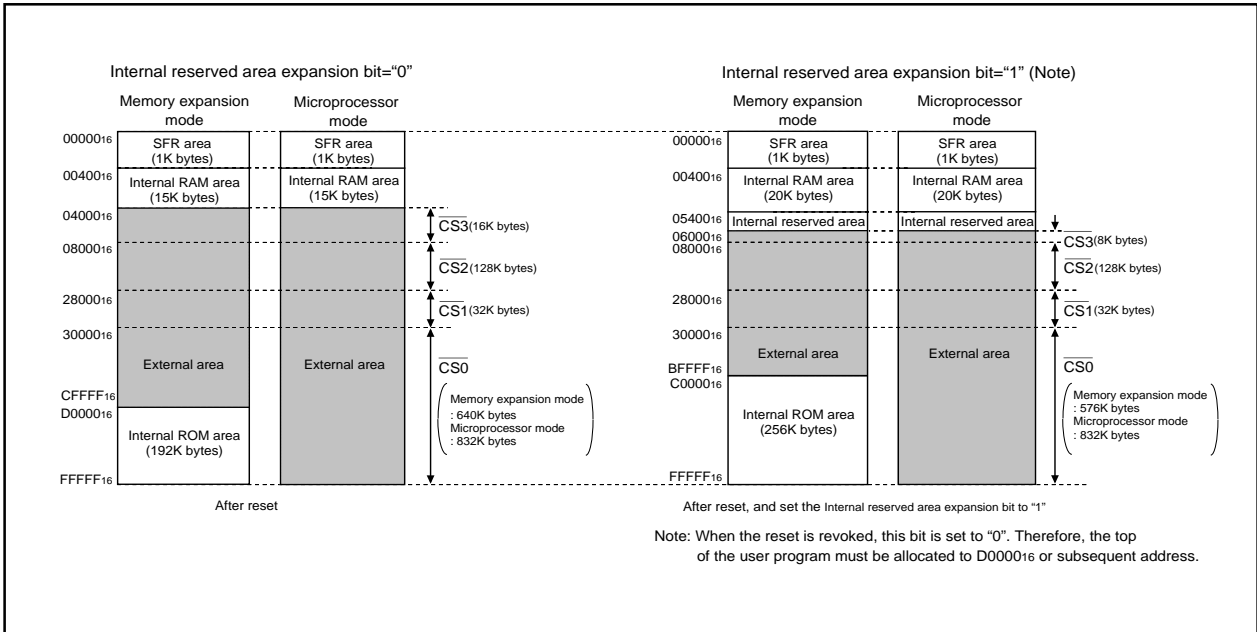 Internal reserved area expansion bit=“0”
Memory expansion
mode
Microprocessor
mode
0000016
SFR area
(1K bytes)
SFR area
(1K bytes)
0040016
Internal RAM area
(15K bytes)
Internal RAM area
(15K bytes)
0400016
CS3(16K bytes)
0800016
CS2(128K bytes)
2800016
CS1(32K bytes)
3000016
External area
External area
CS0
Memory expansion mode
: 640K bytes
Microprocessor mode
: 832K bytes
CFFFF16
D000016
Internal ROM area
(192K bytes)
FFFFF16
After reset
Internal reserved area expansion bit=“1” (Note)
Memory expansion
mode
Microprocessor
mode
0000016
SFR area
(1K bytes)
SFR area
(1K bytes)
0040016
Internal RAM area
(20K bytes)
Internal RAM area
(20K bytes)
0540016
Internal reserved area
Internal reserved area
0600016
0800016
CS3(8K bytes)
CS2(128K bytes)
2800016
CS1(32K bytes)
3000016
External area
External area
CS0
BFFFF16
C000016
Memory expansion mode
: 576K bytes
Microprocessor mode
: 832K bytes
Internal ROM area
(256K bytes)
FFFFF16
After reset, and set the Internal reserved area expansion bit to “1”
Note: When the reset is revoked, this bit is set to “0”. Therefore, the top
of the user program must be allocated to D000016 or subsequent address.